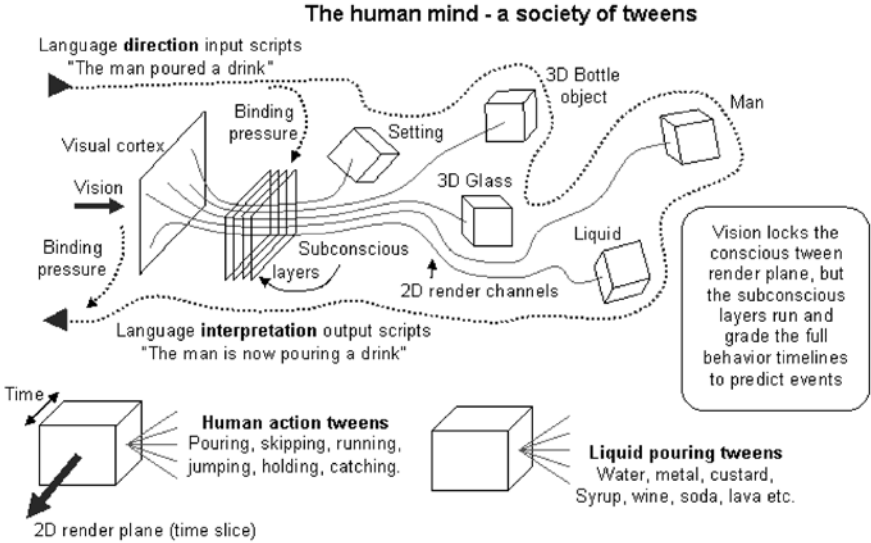 The human mind - a society of tweens
Language direction input scripts
"The man poured a drink"
Binding
pressure
Visual cortex
Vision
Binding
pressure
Setting
3D Bottle
object
Man
3D Glass
Liquid
Subconscious
layers
2D render channels
Language interpretation output scripts
"The man is now pouring a drink"
Vision locks the
conscious tween
render plane, but
the subconscious
layers run and
grade the full
behavior timelines
to predict events
Time
Human action tweens
Pouring, skipping, running,
jumping, holding, catching.
2D render plane (time slice)
Liquid pouring tweens
Water, metal, custard,
Syrup, wine, soda, lava etc.